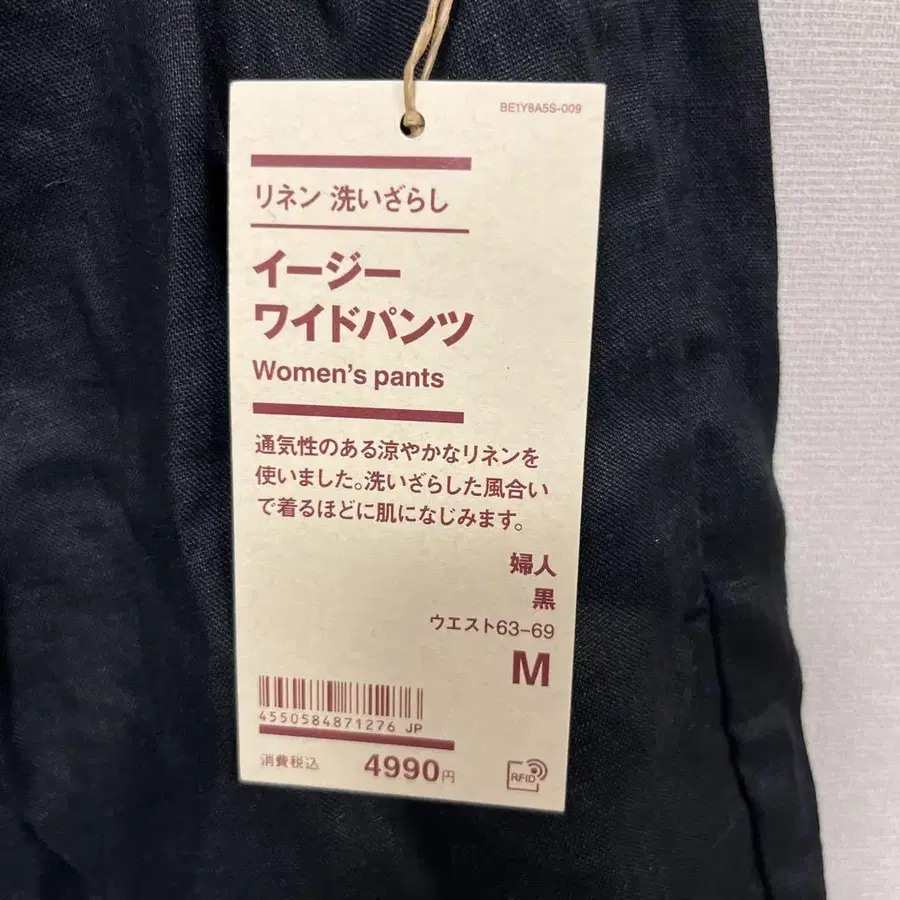 BE1Y8A5S-009
リネン 洗いざらし
イージー
ワイドパンツ
Women's pants
通気性のある涼やかなリネンを
使いました。洗いざらした風合い
で着るほどに肌になじみます。
婦人
黒
ウエスト63-69
M
4550584871276 JP
消費税込 4990円
RFID